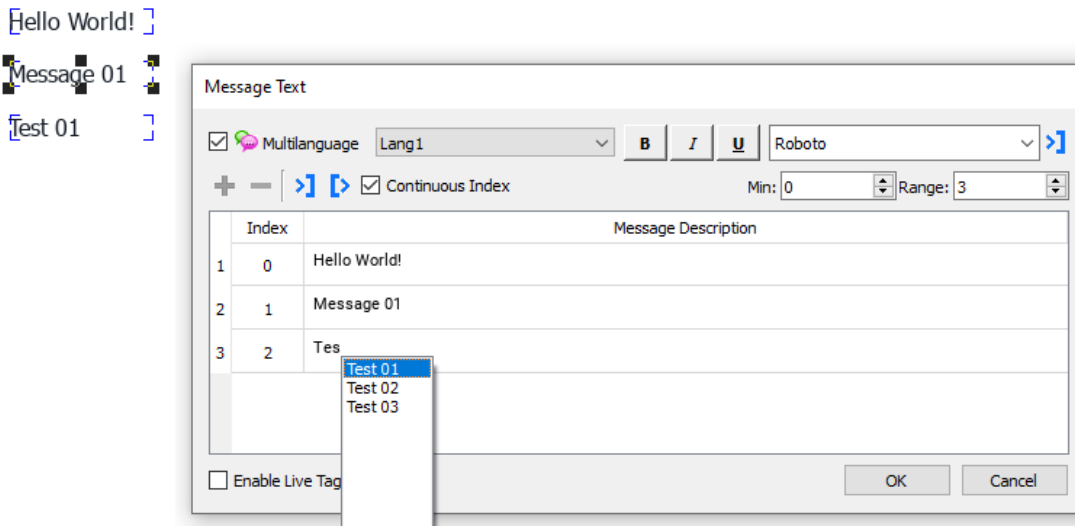 Hello World!
Message 01
Test 01
Message Text
Multilanguage Lang1 B I U Roboto
Continuous Index Min: 0 Range: 3
Index Message Description
1 0 Hello World!
2 1 Message 01
3 2 Tes
Test 01
Test 02
Test 03
Enable Live Tag OK Cancel